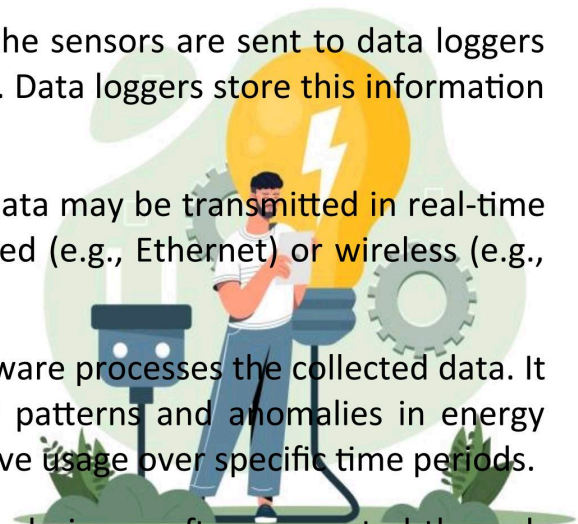 he sensors are sent to data loggers
. Data loggers store this information
ata may be transmitted in real-time
ed (e.g., Ethernet) or wireless (e.g.,
ware processes the collected data. It
patterns and anomalies in energy
ve usage over specific time periods.